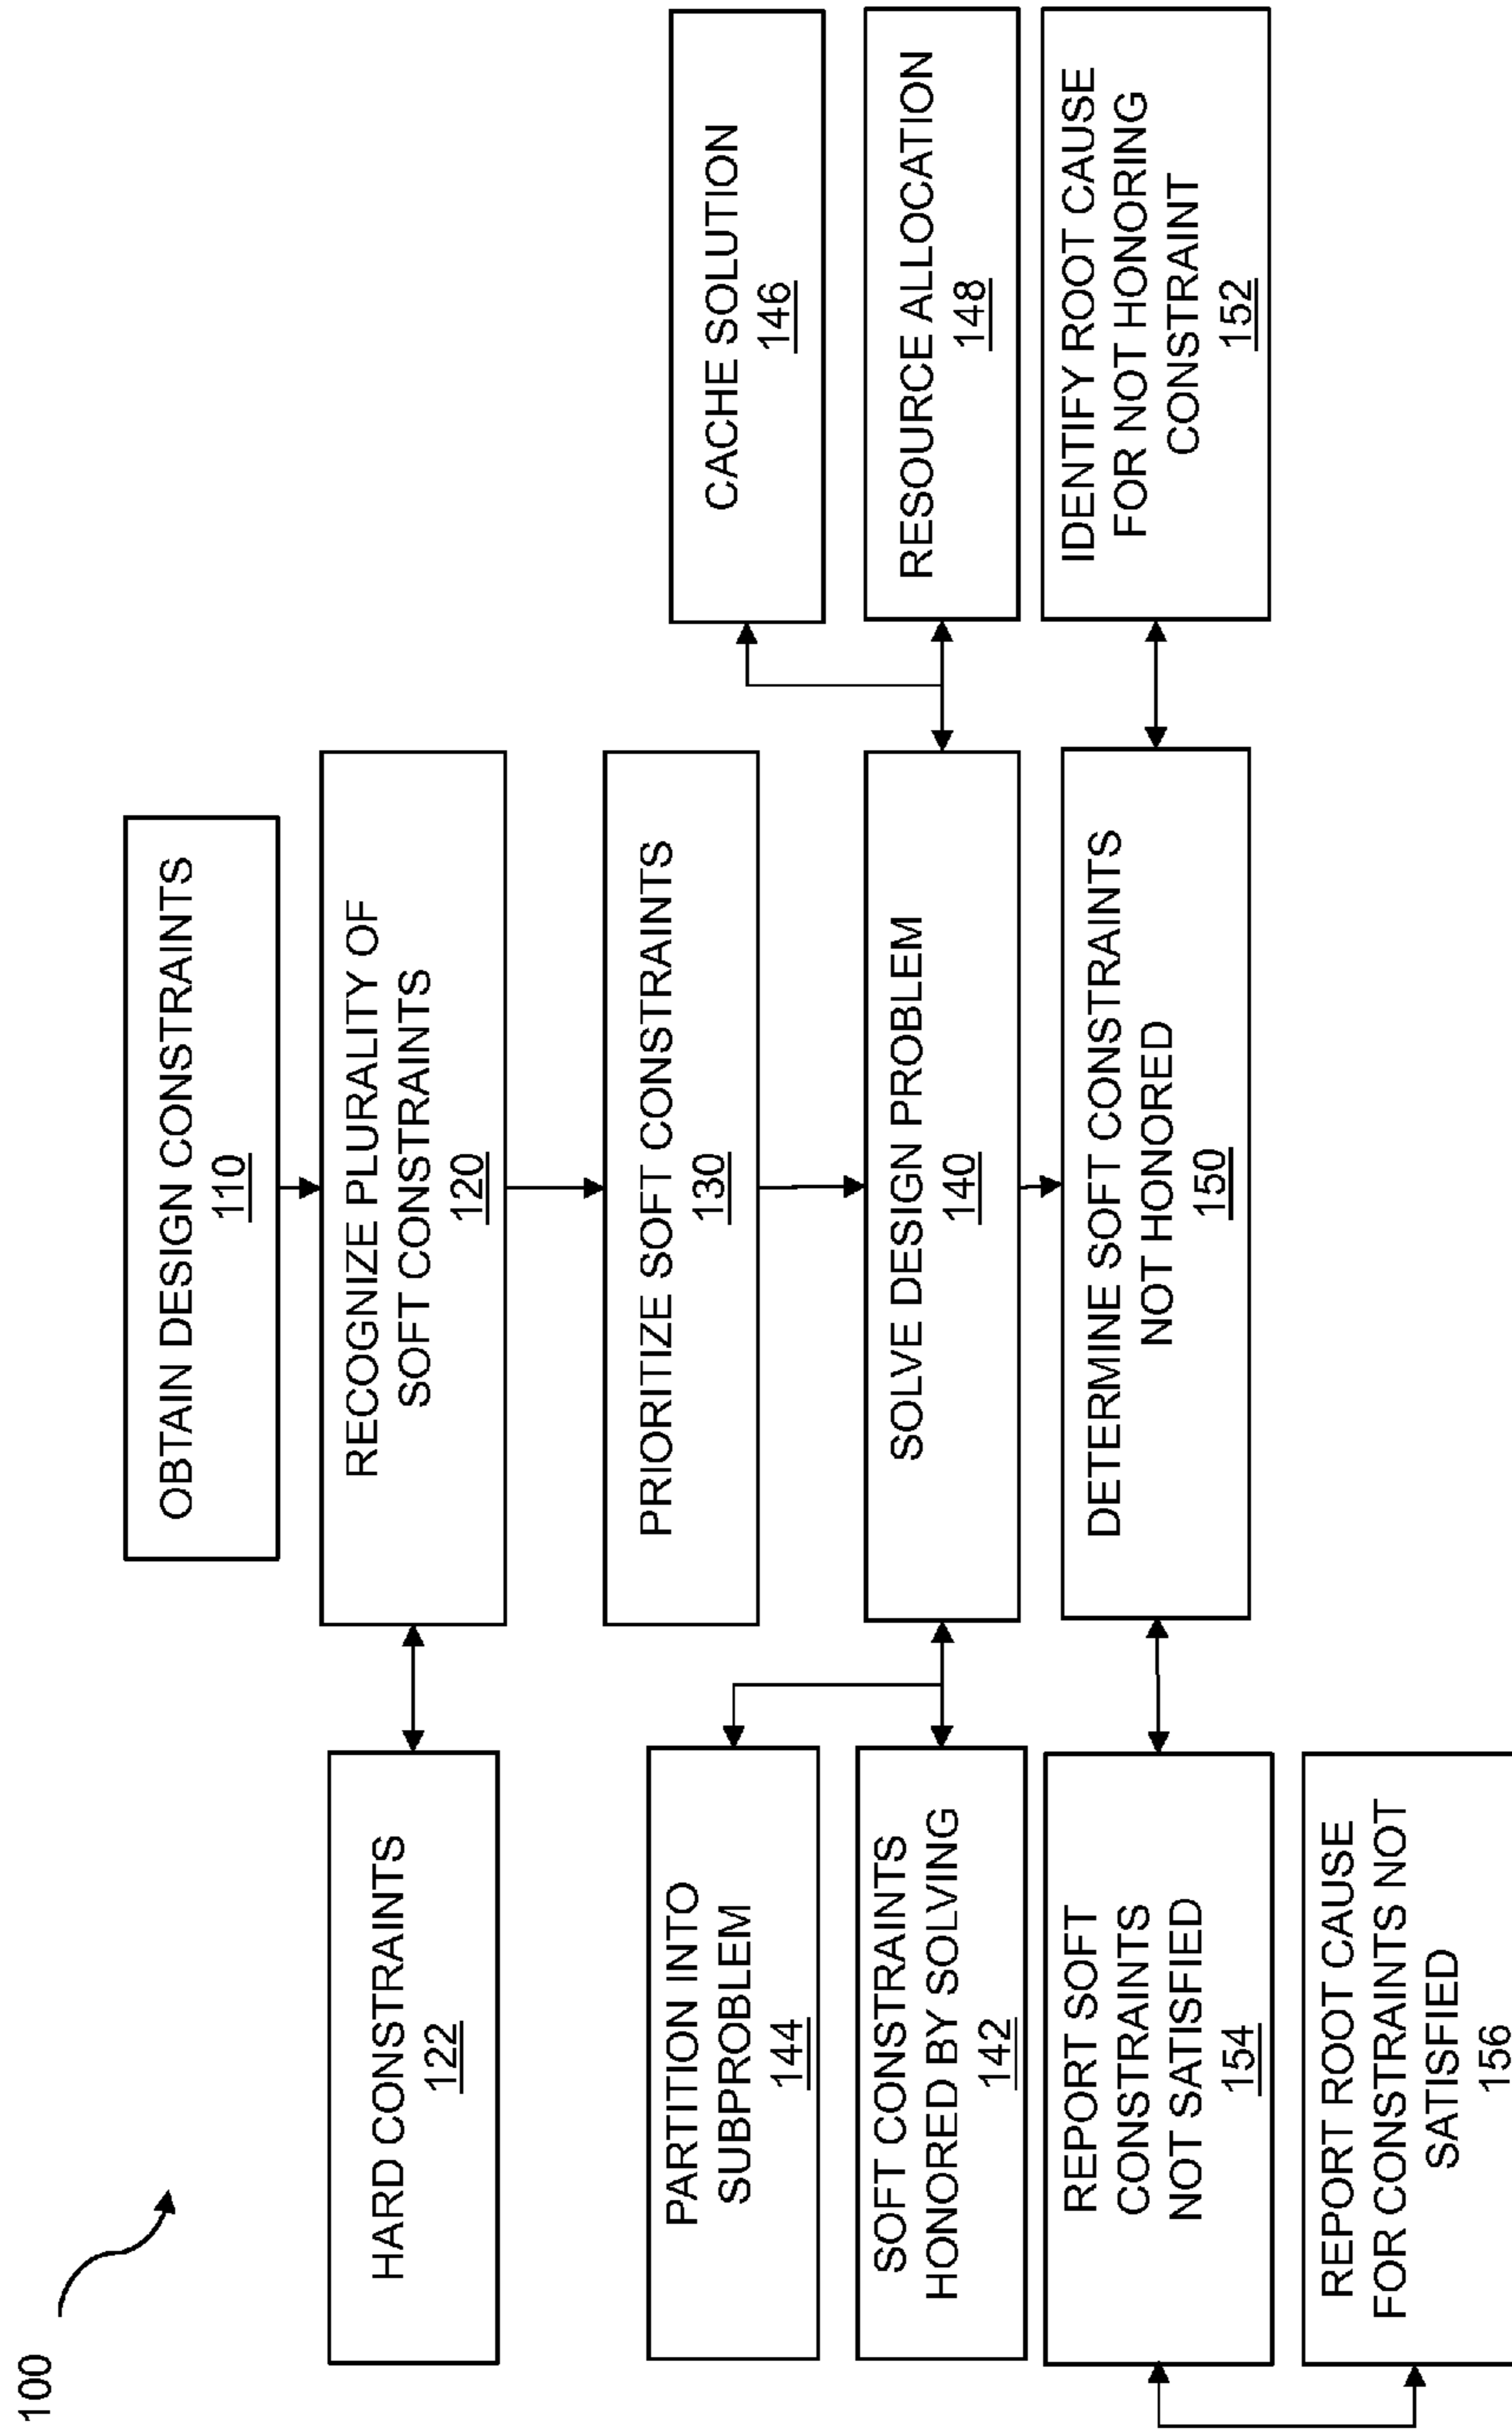 100
OBTAIN DESIGN CONSTRAINTS
110
HARD CONSTRAINTS
122
RECOGNIZE PLURALITY OF
SOFT CONSTRAINTS
120
PRIORITIZE SOFT CONSTRAINTS
130
PARTITION INTO
SUBPROBLEM
144
CACHE SOLUTION
146
SOFT CONSTRAINTS
HONORED BY SOLVING
142
SOLVE DESIGN PROBLEM
140
RESOURCE ALLOCATION
148
REPORT SOFT
CONSTRAINTS
NOT SATISFIED
154
DETERMINE SOFT CONSTRAINTS
NOT HONORED
150
IDENTIFY ROOT CAUSE
FOR NOT HONORING
CONSTRAINT
152
REPORT ROOT CAUSE
FOR CONSTRAINTS NOT
SATISFIED
156